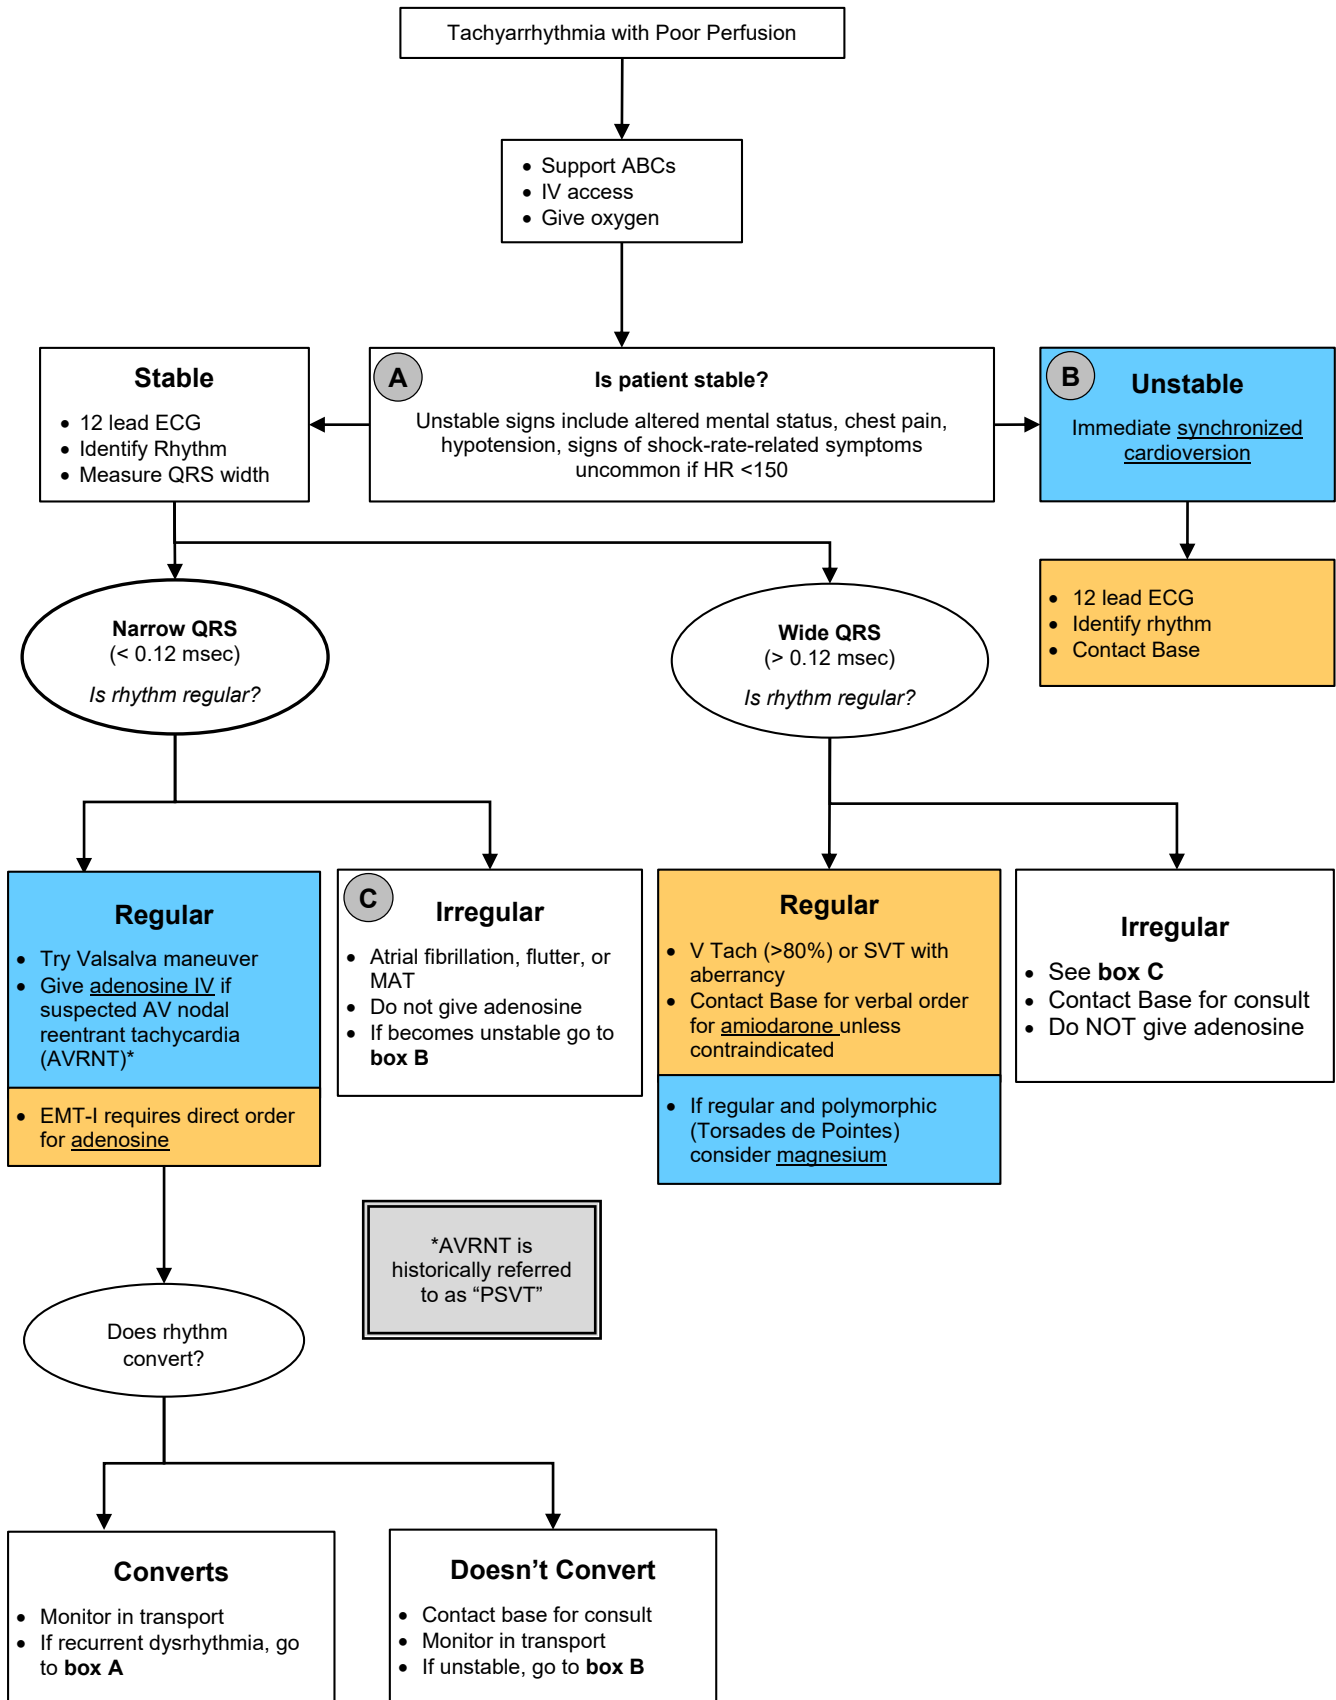 Tachyarrhythmia with Poor Perfusion
• Support ABCs
• IV access
• Give oxygen
Stable
• 12 lead ECG
• Identify Rhythm
• Measure QRS width
A
Is patient stable?
Unstable signs include altered mental status, chest pain,
hypotension, signs of shock-rate-related symptoms
uncommon if HR <150
B
Unstable
Immediate synchronized
cardioversion
• 12 lead ECG
• Identify rhythm
• Contact Base
Narrow QRS
(< 0.12 msec)
Is rhythm regular?
Wide QRS
(> 0.12 msec)
Is rhythm regular?
Regular
• Try Valsalva maneuver
• Give adenosine IV if
suspected AV nodal
reentrant tachycardia
(AVRNT)*
• EMT-I requires direct order
for adenosine
C
Irregular
• Atrial fibrillation, flutter, or
MAT
• Do not give adenosine
• If becomes unstable go to
box B
Regular
• V Tach (>80%) or SVT with
aberrancy
• Contact Base for verbal order
for amiodarone unless
contraindicated
• If regular and polymorphic
(Torsades de Pointes)
consider magnesium
Irregular
• See box C
• Contact Base for consult
• Do NOT give adenosine
*AVRNT is
historically referred
to as “PSVT”
Does rhythm
convert?
Converts
• Monitor in transport
• If recurrent dysrhythmia, go
to box A
Doesn’t Convert
• Contact base for consult
• Monitor in transport
• If unstable, go to box B